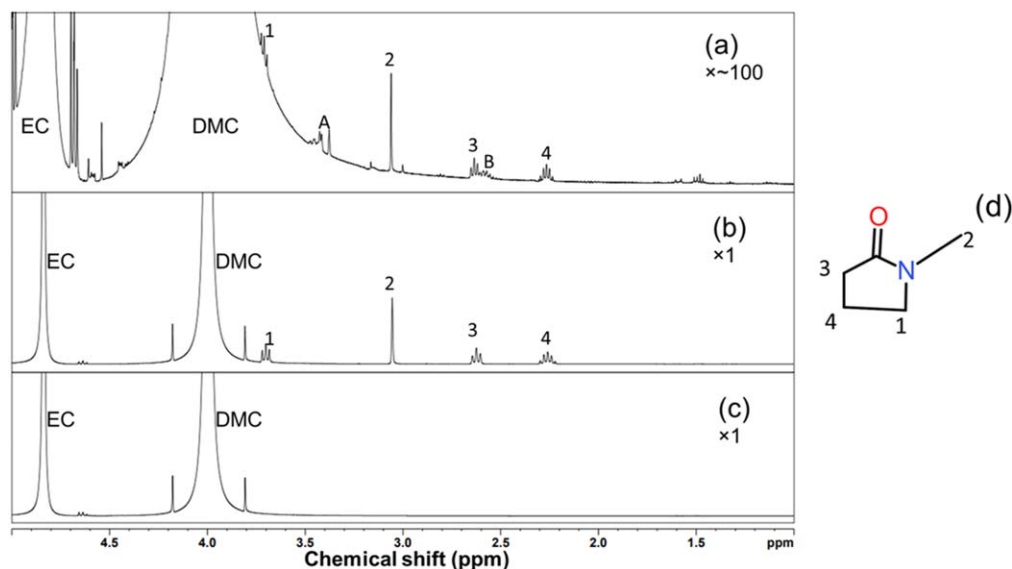 (a)
×~100
1
2
A
EC
DMC
3
B
4
(b)
×1
EC
DMC
2
1
3
4
(c)
×1
EC
DMC
4.5 4.0 3.5 3.0 2.5 2.0 1.5 ppm
Chemical shift (ppm)
(d)
O
2
3
N
4
1